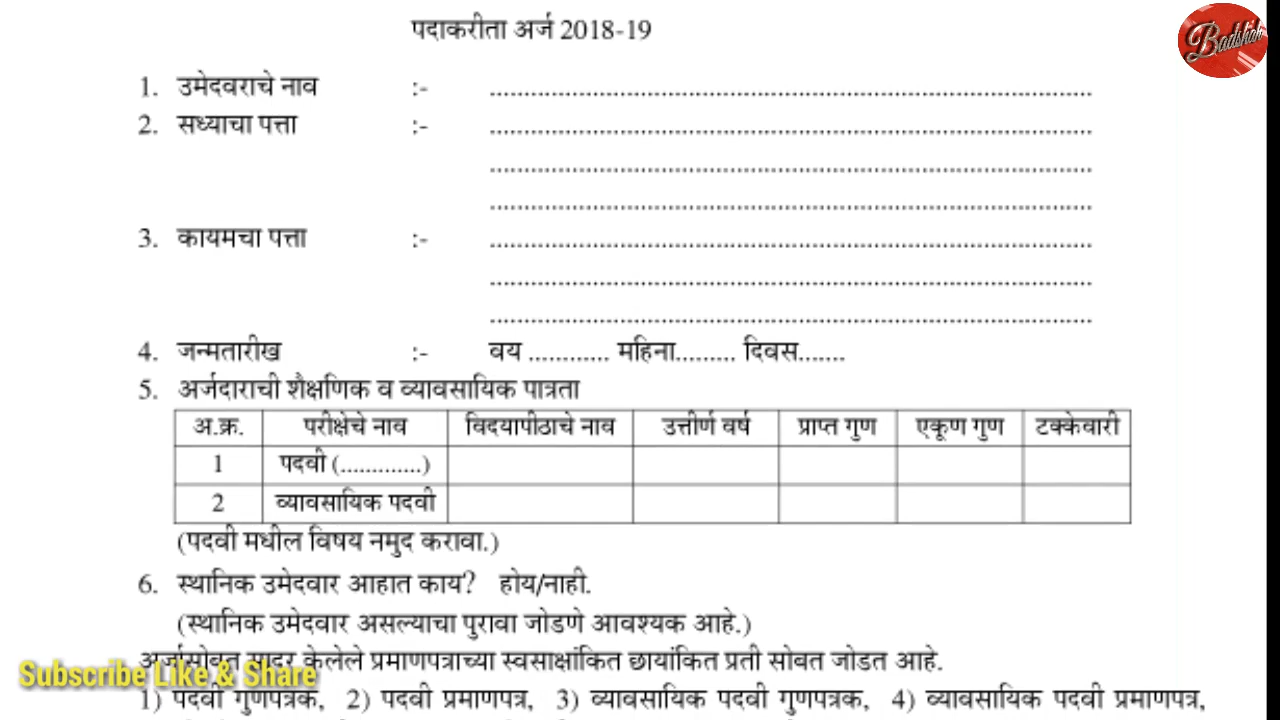 पदाकरीता अर्ज 2018-19
Badshah
1. उमेदवराचे नाव :- ....................................................................................
2. सध्याचा पत्ता :- ....................................................................................
....................................................................................
....................................................................................
3. कायमचा पत्ता :- ....................................................................................
....................................................................................
....................................................................................
4. जन्मतारीख :- वय ............ महिना......... दिवस.......
5. अर्जदाराची शैक्षणिक व व्यावसायिक पात्रता
अ.क्र. परीक्षेचे नाव विदयापीठाचे नाव उत्तीर्ण वर्ष प्राप्त गुण एकूण गुण टक्केवारी
1 पदवी (.............)
2 व्यावसायिक पदवी
(पदवी मधील विषय नमुद करावा.)
6. स्थानिक उमेदवार आहात काय? होय/नाही.
(स्थानिक उमेदवार असल्याचा पुरावा जोडणे आवश्यक आहे.)
अर्जासोबत सादर केलेले प्रमाणपत्राच्या स्वसाक्षांकित छायांकित प्रती सोबत जोडत आहे.
Subscribe Like & Share
1) पदवी गुणपत्रक, 2) पदवी प्रमाणपत्र, 3) व्यावसायिक पदवी गुणपत्रक, 4) व्यावसायिक पदवी प्रमाणपत्र,